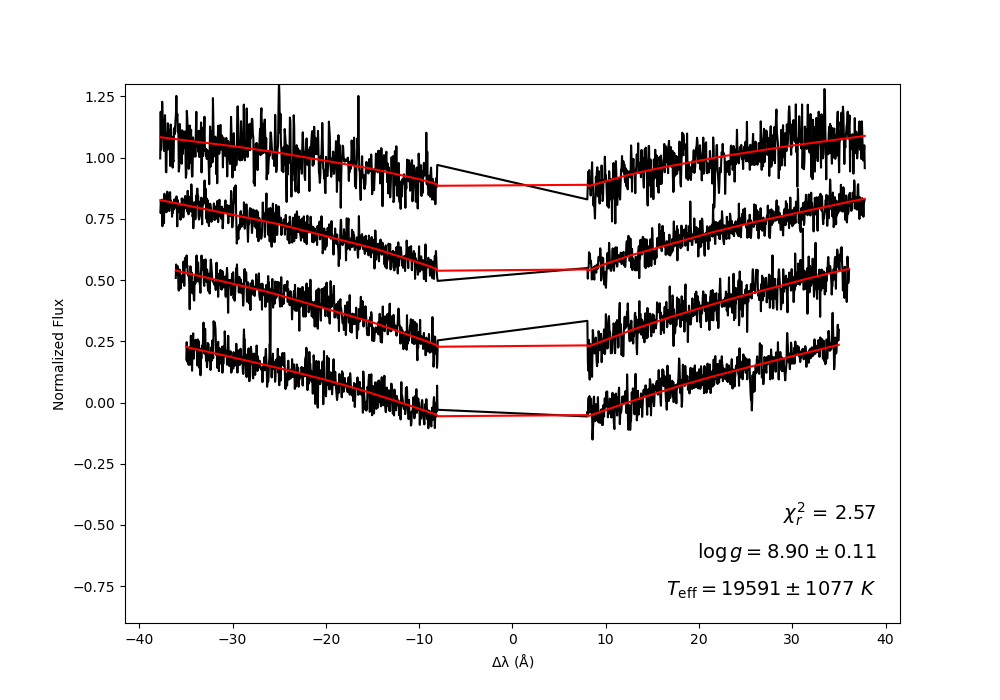 1.25
1.00
0.75
0.50
0.25
0.00
−0.25
−0.50
−0.75
Normalized Flux
χ²ᵣ = 2.57
log g = 8.90 ± 0.11
T_eff = 19591 ± 1077 K
−40 −30 −20 −10 0 10 20 30 40
Δλ (Å)